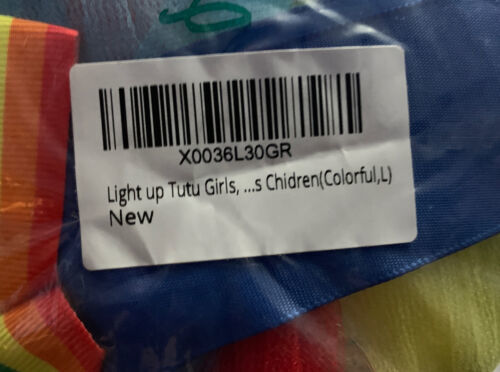 X0036L30GR
Light up Tutu Girls, ...s Chidren(Colorful,L)
New